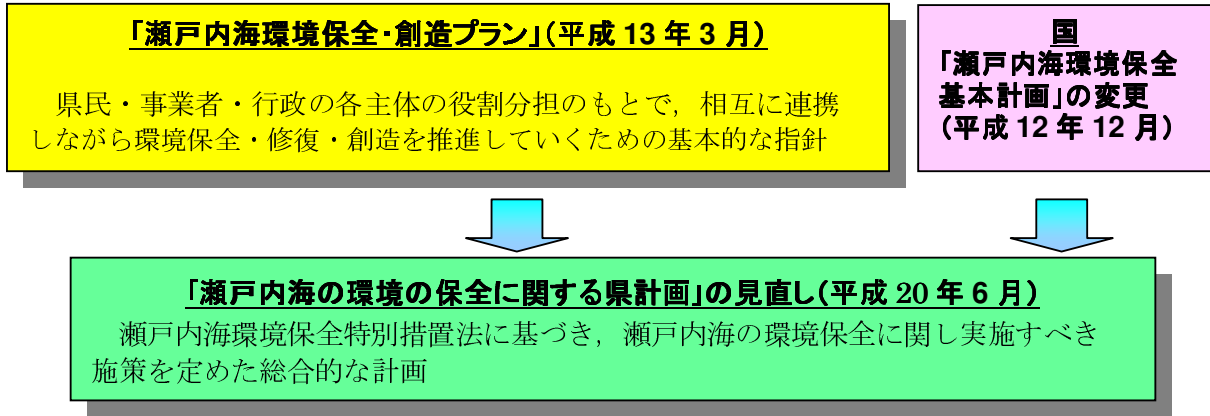 「瀬戸内海環境保全・創造プラン」(平成 13 年 3 月)
県民・事業者・行政の各主体の役割分担のもとで，相互に連携
しながら環境保全・修復・創造を推進していくための基本的な指針
国
「瀬戸内海環境保全
基本計画」の変更
(平成 12 年 12 月)
「瀬戸内海の環境の保全に関する県計画」の見直し(平成 20 年 6 月)
瀬戸内海環境保全特別措置法に基づき，瀬戸内海の環境保全に関し実施すべき
施策を定めた総合的な計画